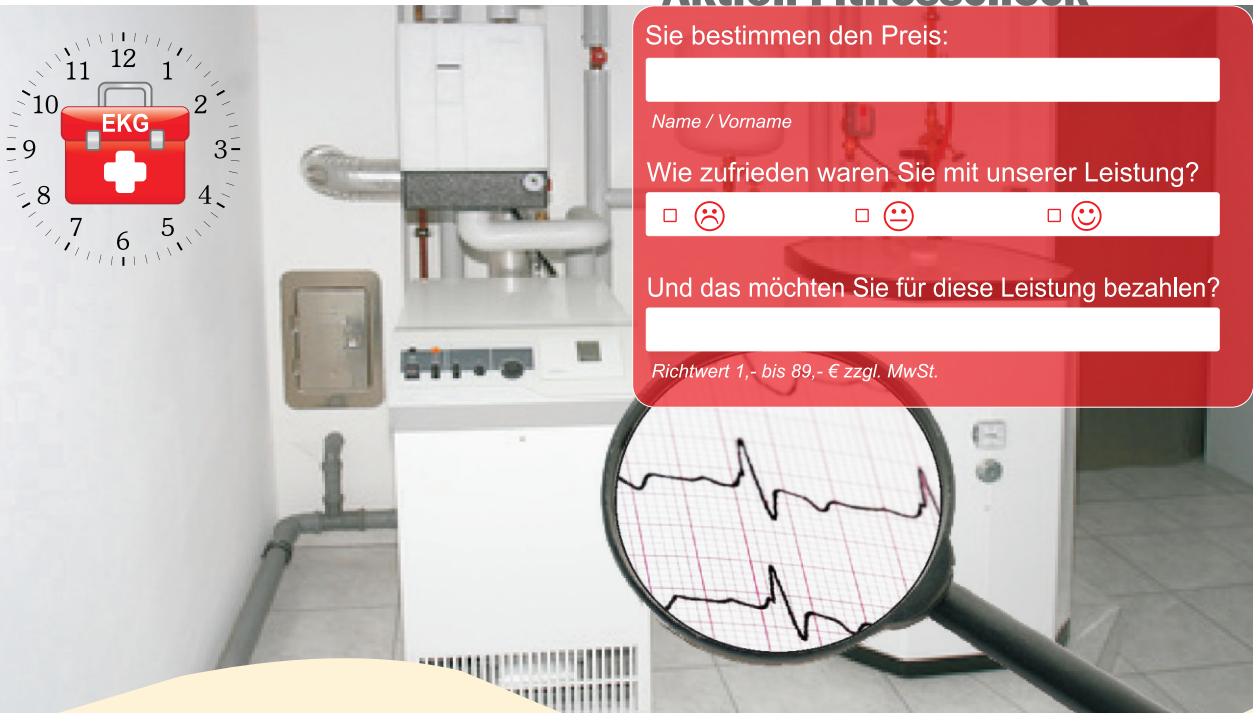 Aktion Fitnesscheck
Sie bestimmen den Preis:
Name / Vorname
Wie zufrieden waren Sie mit unserer Leistung?
Und das möchten Sie für diese Leistung bezahlen?
Richtwert 1,- bis 89,- € zzgl. MwSt.
12
11
1
10
2
EKG
9
3
8
4
7
5
6